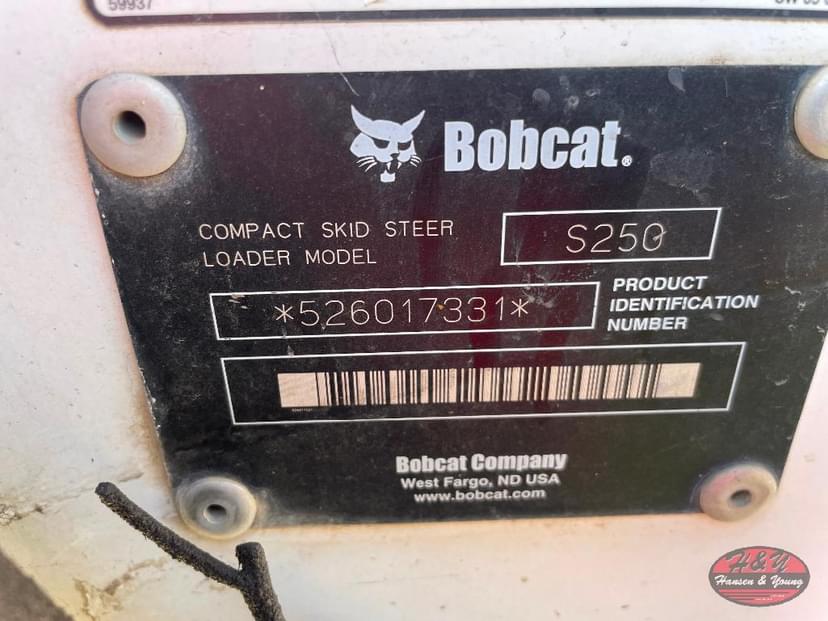 59937
Bobcat®
COMPACT SKID STEER
LOADER MODEL
S250
*526017331*
PRODUCT
IDENTIFICATION
NUMBER
Bobcat Company
West Fargo, ND USA
www.bobcat.com
H&Y
Hansen & Young